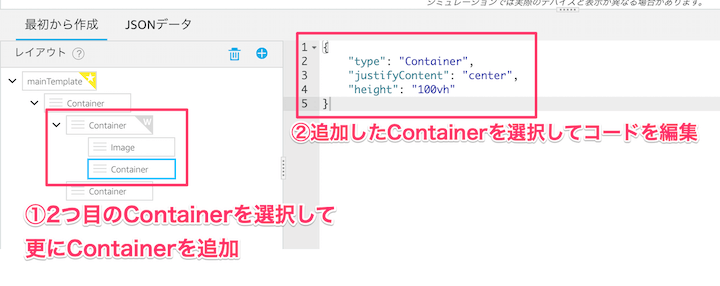 シミュレーションでは実際のデバイスと表示が異なる場合があります。
最初から作成 JSONデータ
レイアウト ?
mainTemplate
Container
Container W
Image
Container
Container
1 {
2 "type": "Container",
3 "justifyContent": "center",
4 "height": "100vh"
5 }
②追加したContainerを選択してコードを編集
①2つ目のContainerを選択して
更にContainerを追加